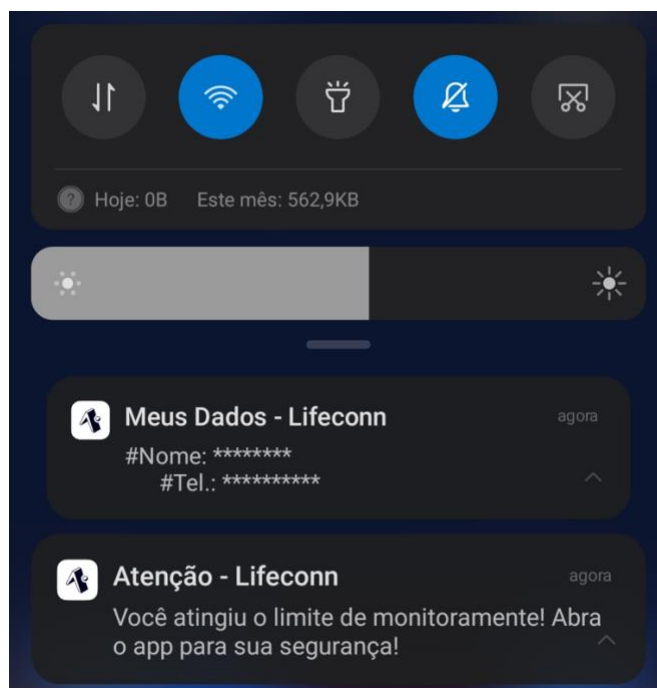 Hoje: 0B Este mês: 562,9KB
Meus Dados - Lifeconn agora
#Nome: ********
#Tel.: **********
Atenção - Lifeconn agora
Você atingiu o limite de monitoramente! Abra
o app para sua segurança!